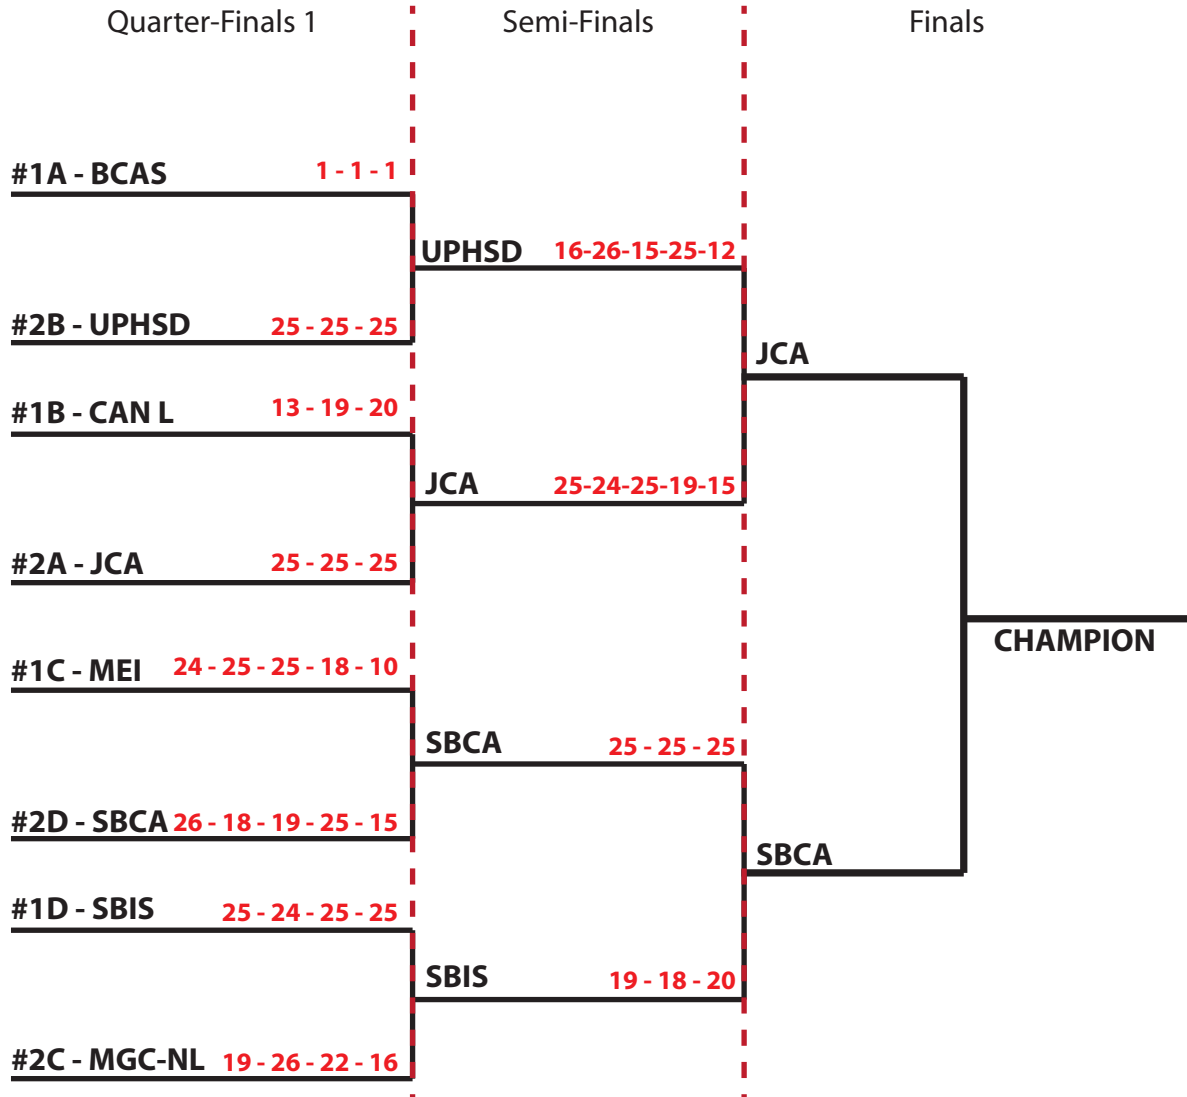 Quarter-Finals 1
Semi-Finals
Finals
#1A - BCAS 1 - 1 - 1
#2B - UPHSD 25 - 25 - 25
#1B - CAN L 13 - 19 - 20
#2A - JCA 25 - 25 - 25
#1C - MEI 24 - 25 - 25 - 18 - 10
#2D - SBCA 26 - 18 - 19 - 25 - 15
#1D - SBIS 25 - 24 - 25 - 25
#2C - MGC-NL 19 - 26 - 22 - 16
UPHSD 16-26-15-25-12
JCA 25-24-25-19-15
SBCA 25 - 25 - 25
SBIS 19 - 18 - 20
JCA
SBCA
CHAMPION